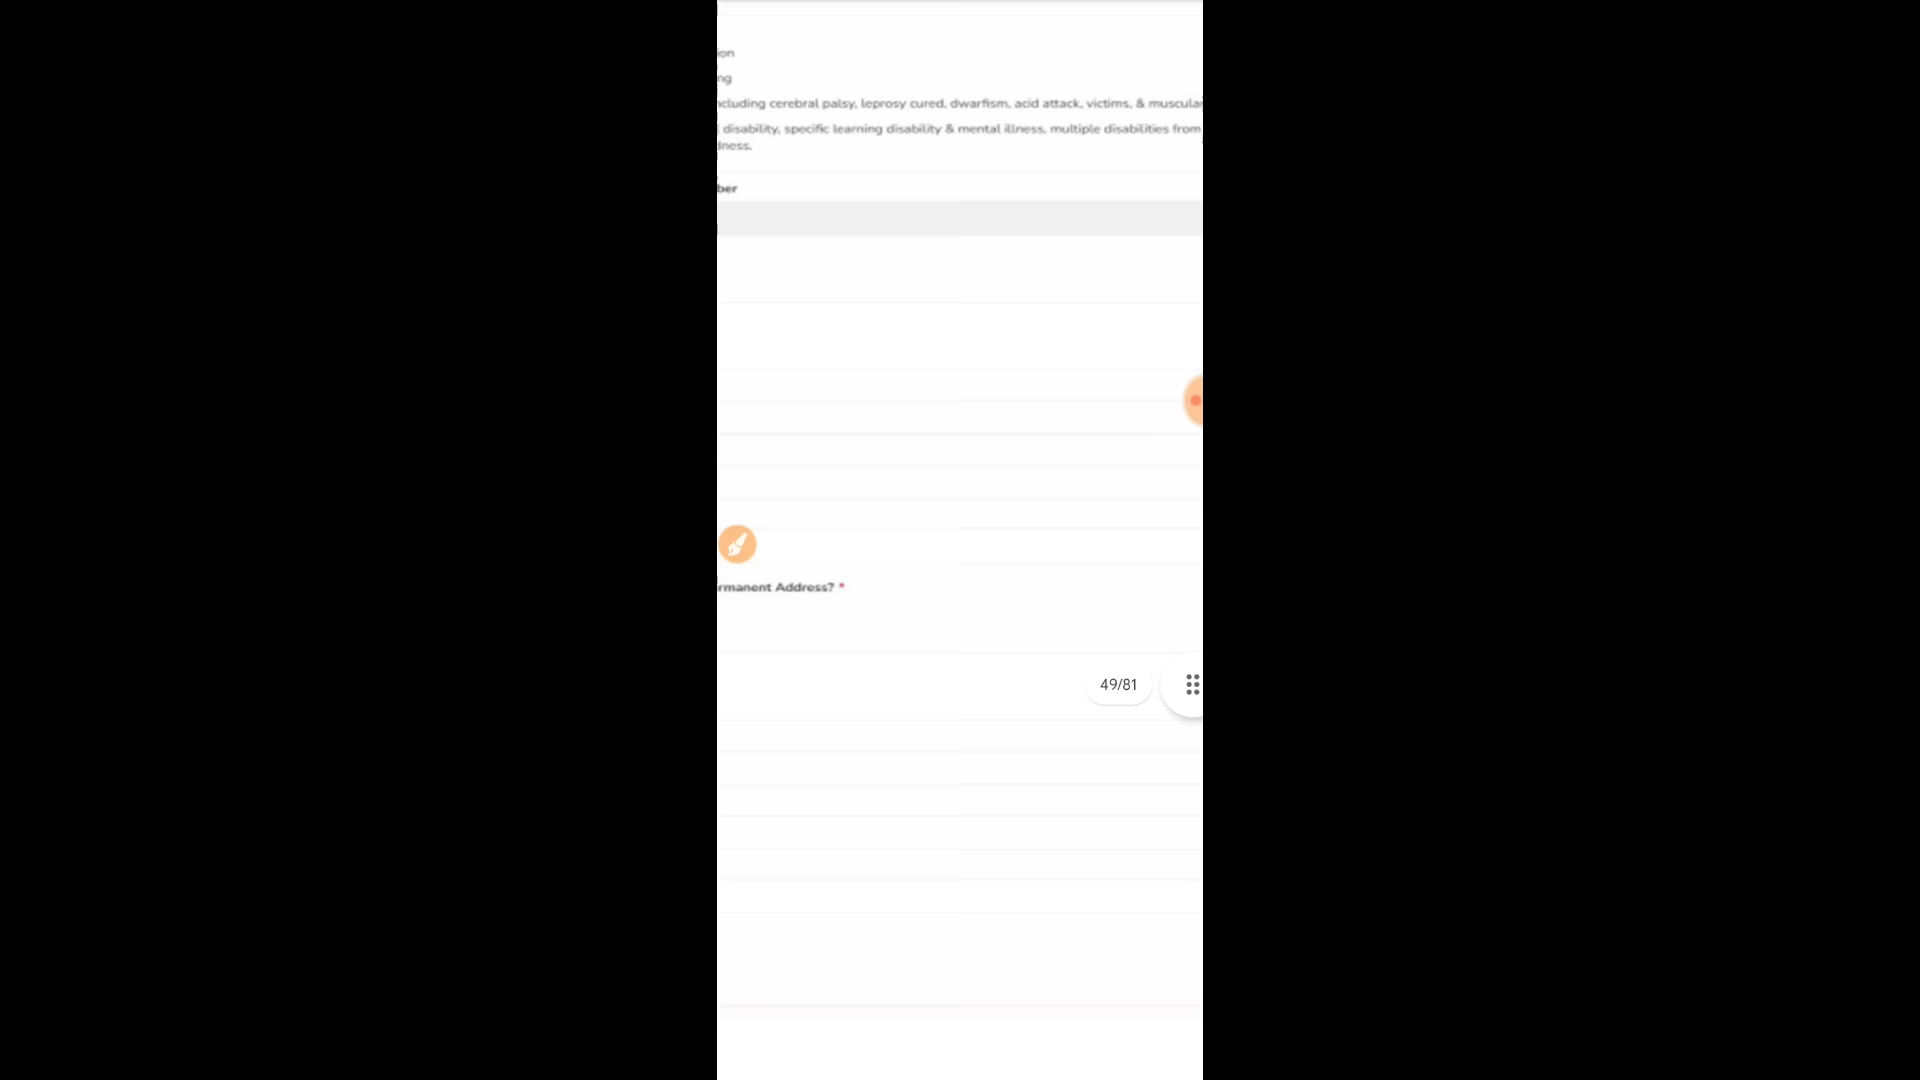 ion
ng
ncluding cerebral palsy, leprosy cured, dwarfism, acid attack, victims, & muscular
disability, specific learning disability & mental illness, multiple disabilities from
dness.
ber
rmanent Address? *
49/81